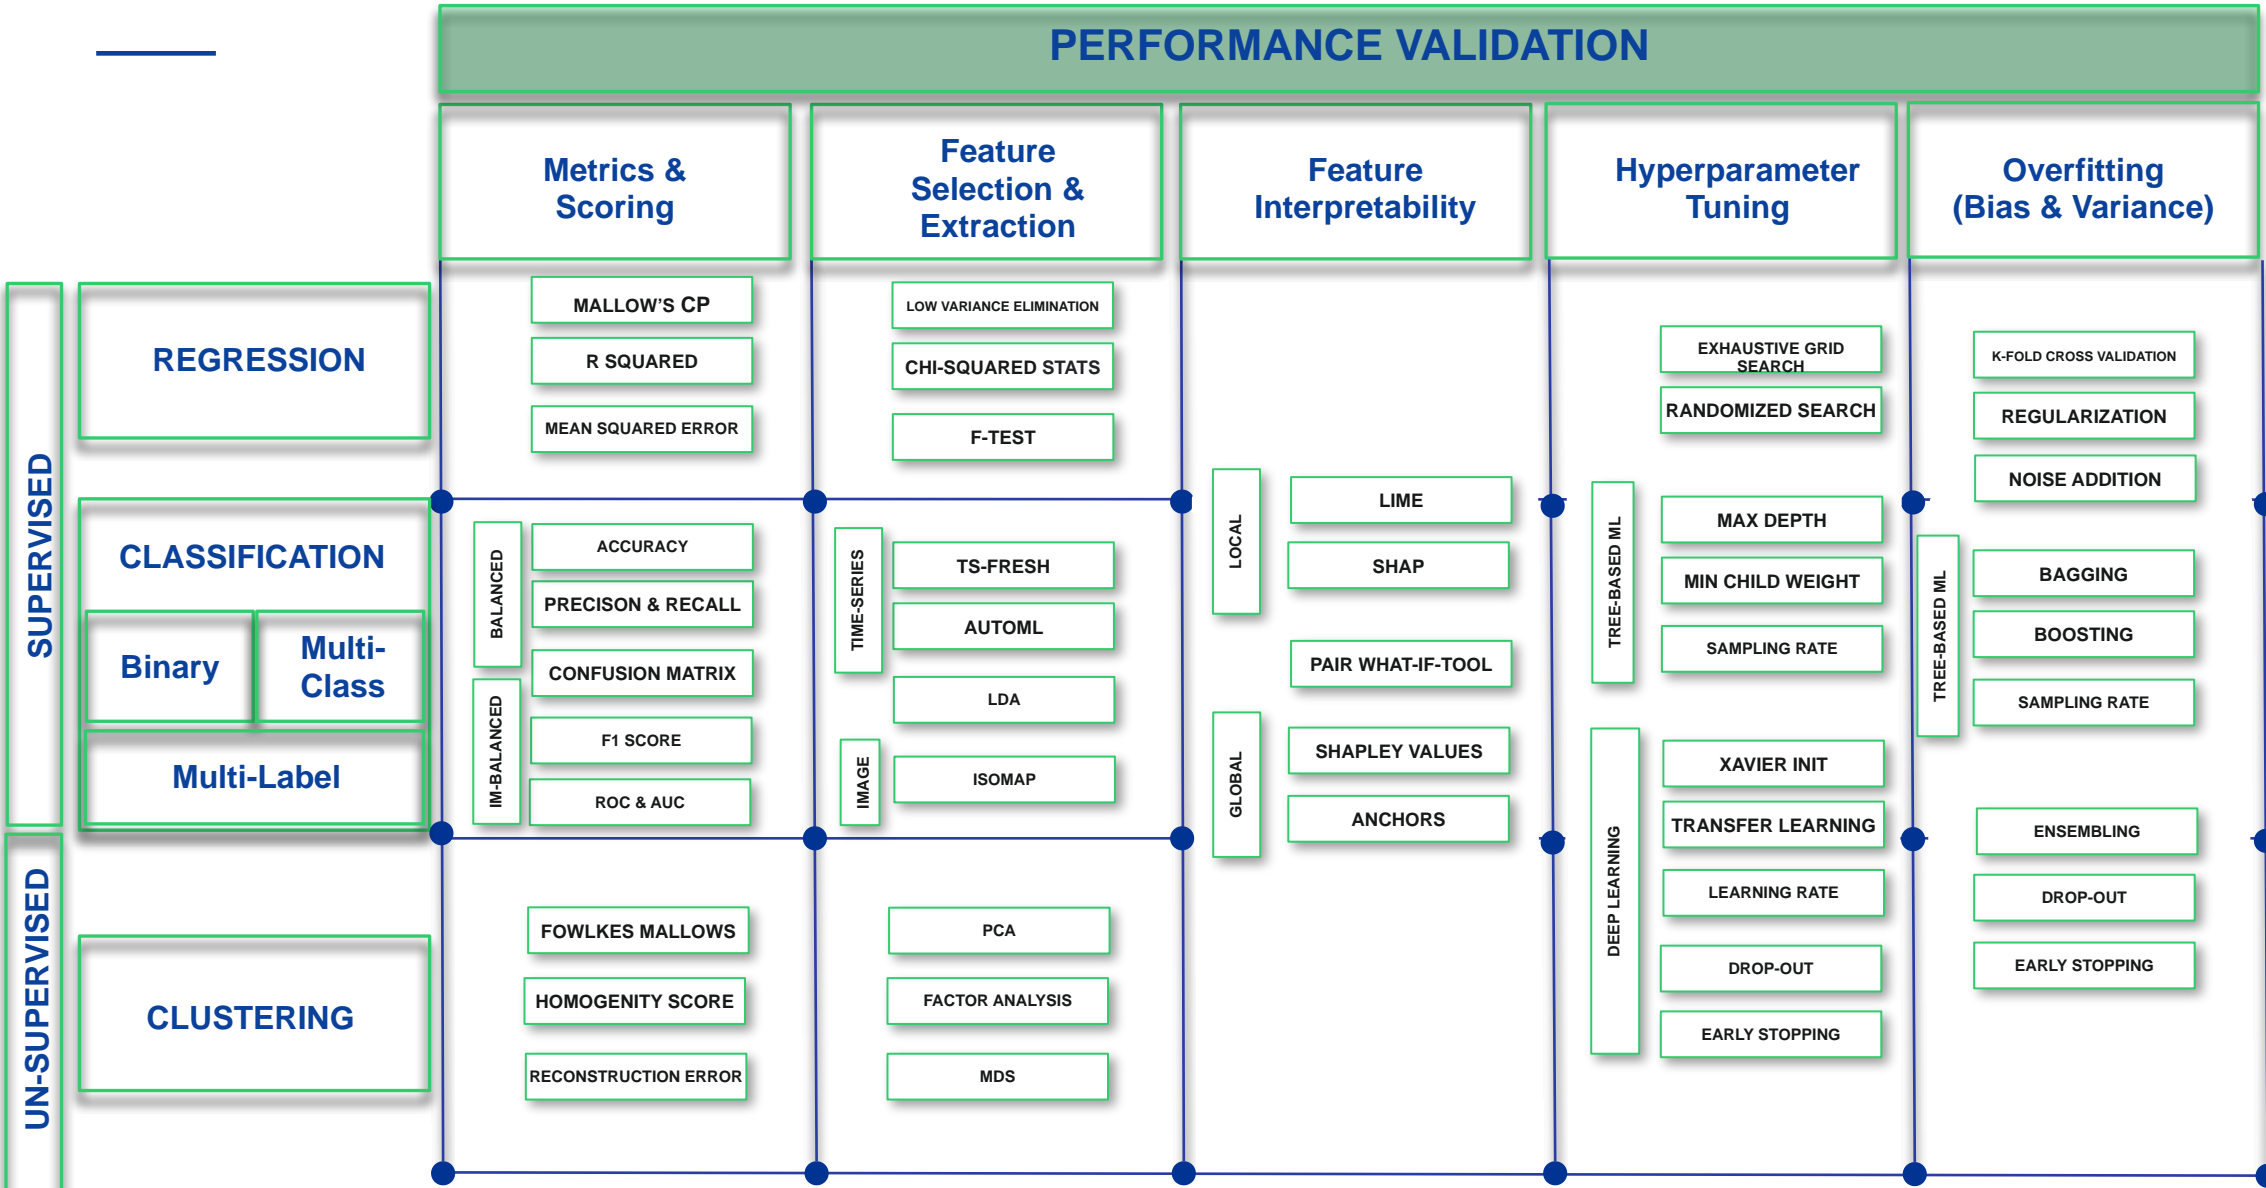 PERFORMANCE VALIDATION
Metrics &
Scoring
Feature
Selection &
Extraction
Feature
Interpretability
Hyperparameter
Tuning
Overfitting
(Bias & Variance)
SUPERVISED
REGRESSION
MALLOW'S CP
R SQUARED
MEAN SQUARED ERROR
LOW VARIANCE ELIMINATION
CHI-SQUARED STATS
F-TEST
EXHAUSTIVE GRID
SEARCH
RANDOMIZED SEARCH
K-FOLD CROSS VALIDATION
REGULARIZATION
NOISE ADDITION
CLASSIFICATION
Binary
Multi-
Class
Multi-Label
BALANCED
ACCURACY
PRECISON & RECALL
CONFUSION MATRIX
IM-BALANCED
F1 SCORE
ROC & AUC
TIME-SERIES
TS-FRESH
AUTOML
LDA
IMAGE
ISOMAP
LOCAL
LIME
SHAP
PAIR WHAT-IF-TOOL
GLOBAL
SHAPLEY VALUES
ANCHORS
TREE-BASED ML
MAX DEPTH
MIN CHILD WEIGHT
SAMPLING RATE
DEEP LEARNING
XAVIER INIT
TRANSFER LEARNING
LEARNING RATE
DROP-OUT
EARLY STOPPING
TREE-BASED ML
BAGGING
BOOSTING
SAMPLING RATE
ENSEMBLING
DROP-OUT
EARLY STOPPING
UN-SUPERVISED
CLUSTERING
FOWLKES MALLOWS
HOMOGENITY SCORE
RECONSTRUCTION ERROR
PCA
FACTOR ANALYSIS
MDS